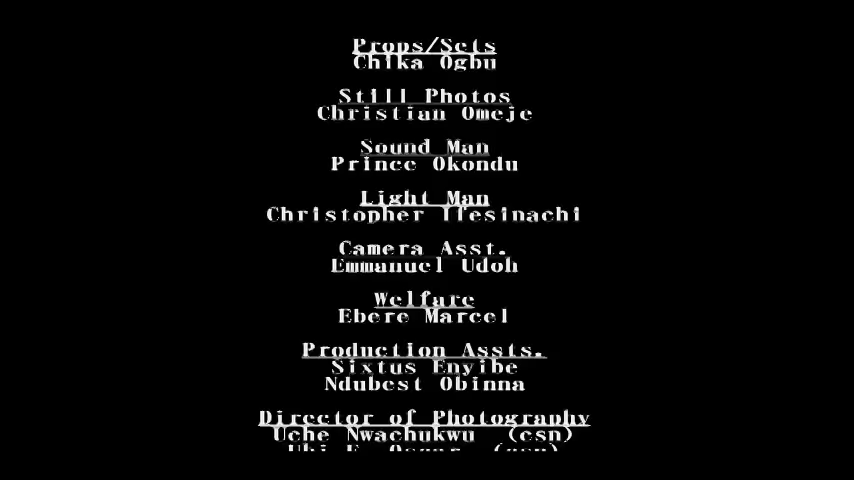 Props/Sets
Chika Ogbu
Still Photos
Christian Omeje
Sound Man
Prince Okondu
Light Man
Christopher Ifesinachi
Camera Asst.
Emmanuel Udoh
Welfare
Ebere Marcel
Production Assts.
Sixtus Enyibe
Ndubest Obinna
Director of Photography
Uche Nwachukwu (csn)